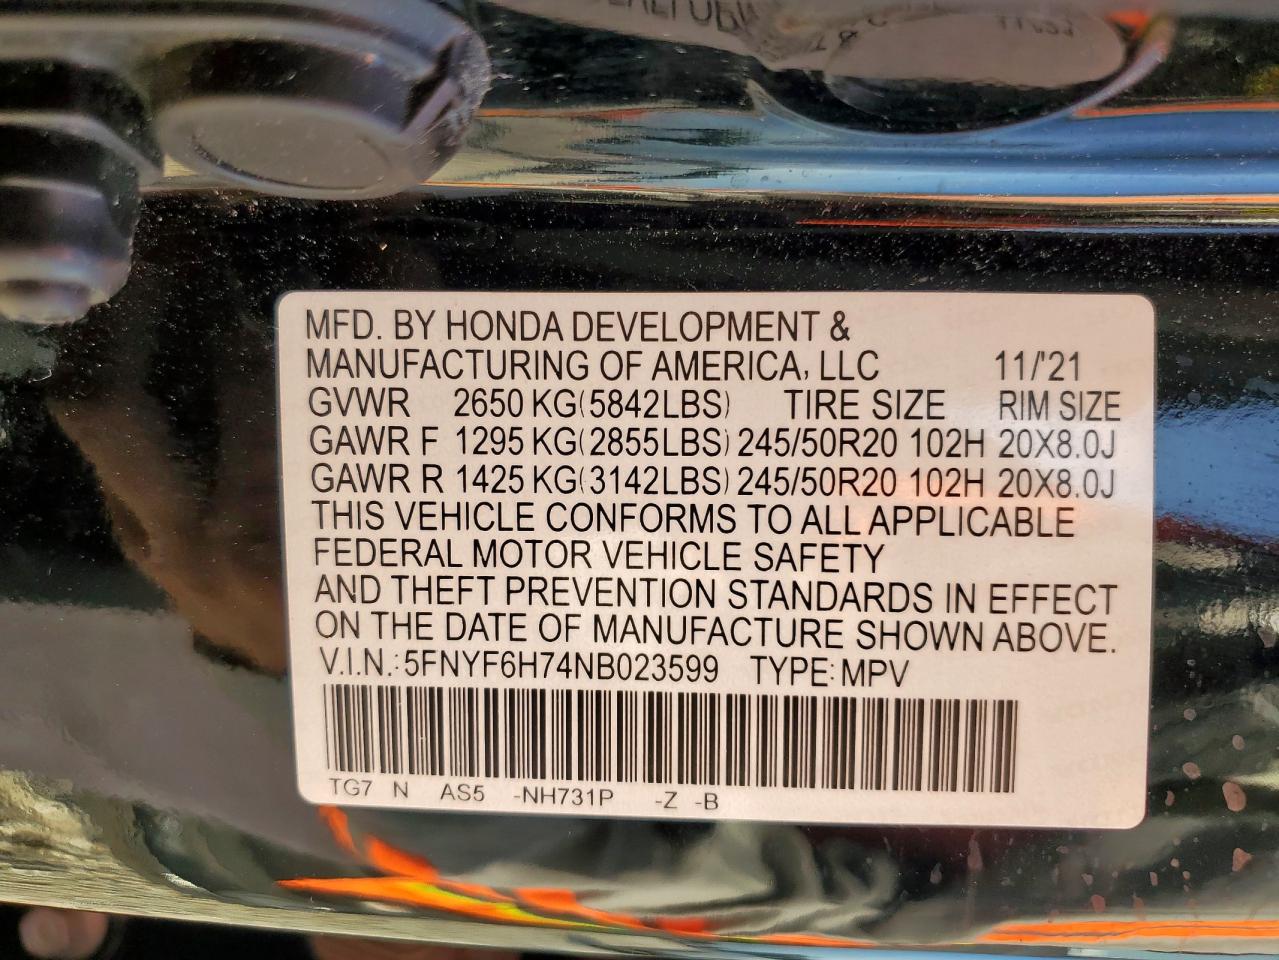 MFD. BY HONDA DEVELOPMENT &
MANUFACTURING OF AMERICA, LLC 11/'21
GVWR 2650 KG(5842LBS) TIRE SIZE RIM SIZE
GAWR F 1295 KG(2855LBS) 245/50R20 102H 20X8.0J
GAWR R 1425 KG(3142LBS) 245/50R20 102H 20X8.0J
THIS VEHICLE CONFORMS TO ALL APPLICABLE
FEDERAL MOTOR VEHICLE SAFETY
AND THEFT PREVENTION STANDARDS IN EFFECT
ON THE DATE OF MANUFACTURE SHOWN ABOVE.
V.I.N.: 5FNYF6H74NB023599 TYPE: MPV
TG7 N AS5 -NH731P -Z -B